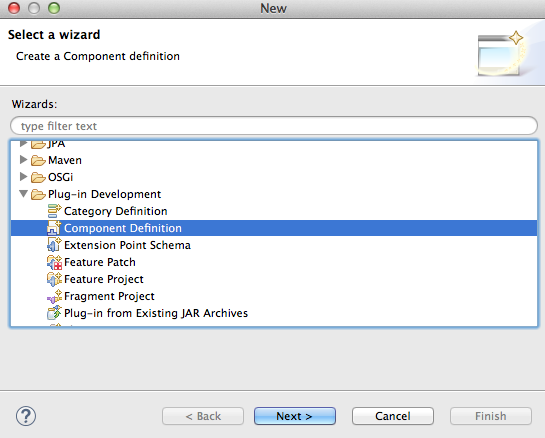 New
Select a wizard
Create a Component definition
Wizards:
type filter text
JPA
Maven
OSGi
Plug-in Development
Category Definition
Component Definition
Extension Point Schema
Feature Patch
Feature Project
Fragment Project
Plug-in from Existing JAR Archives
?
< Back
Next >
Cancel
Finish